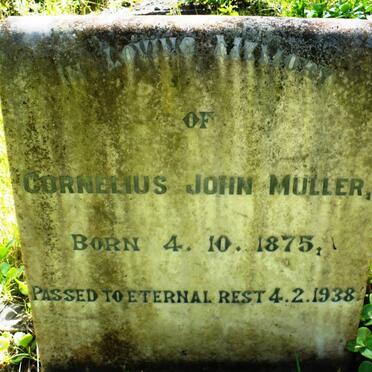 IN LOVING MEMORY
OF
CORNELIUS JOHN MULLER,
BORN 4. 10. 1875,
PASSED TO ETERNAL REST 4.2.1938.